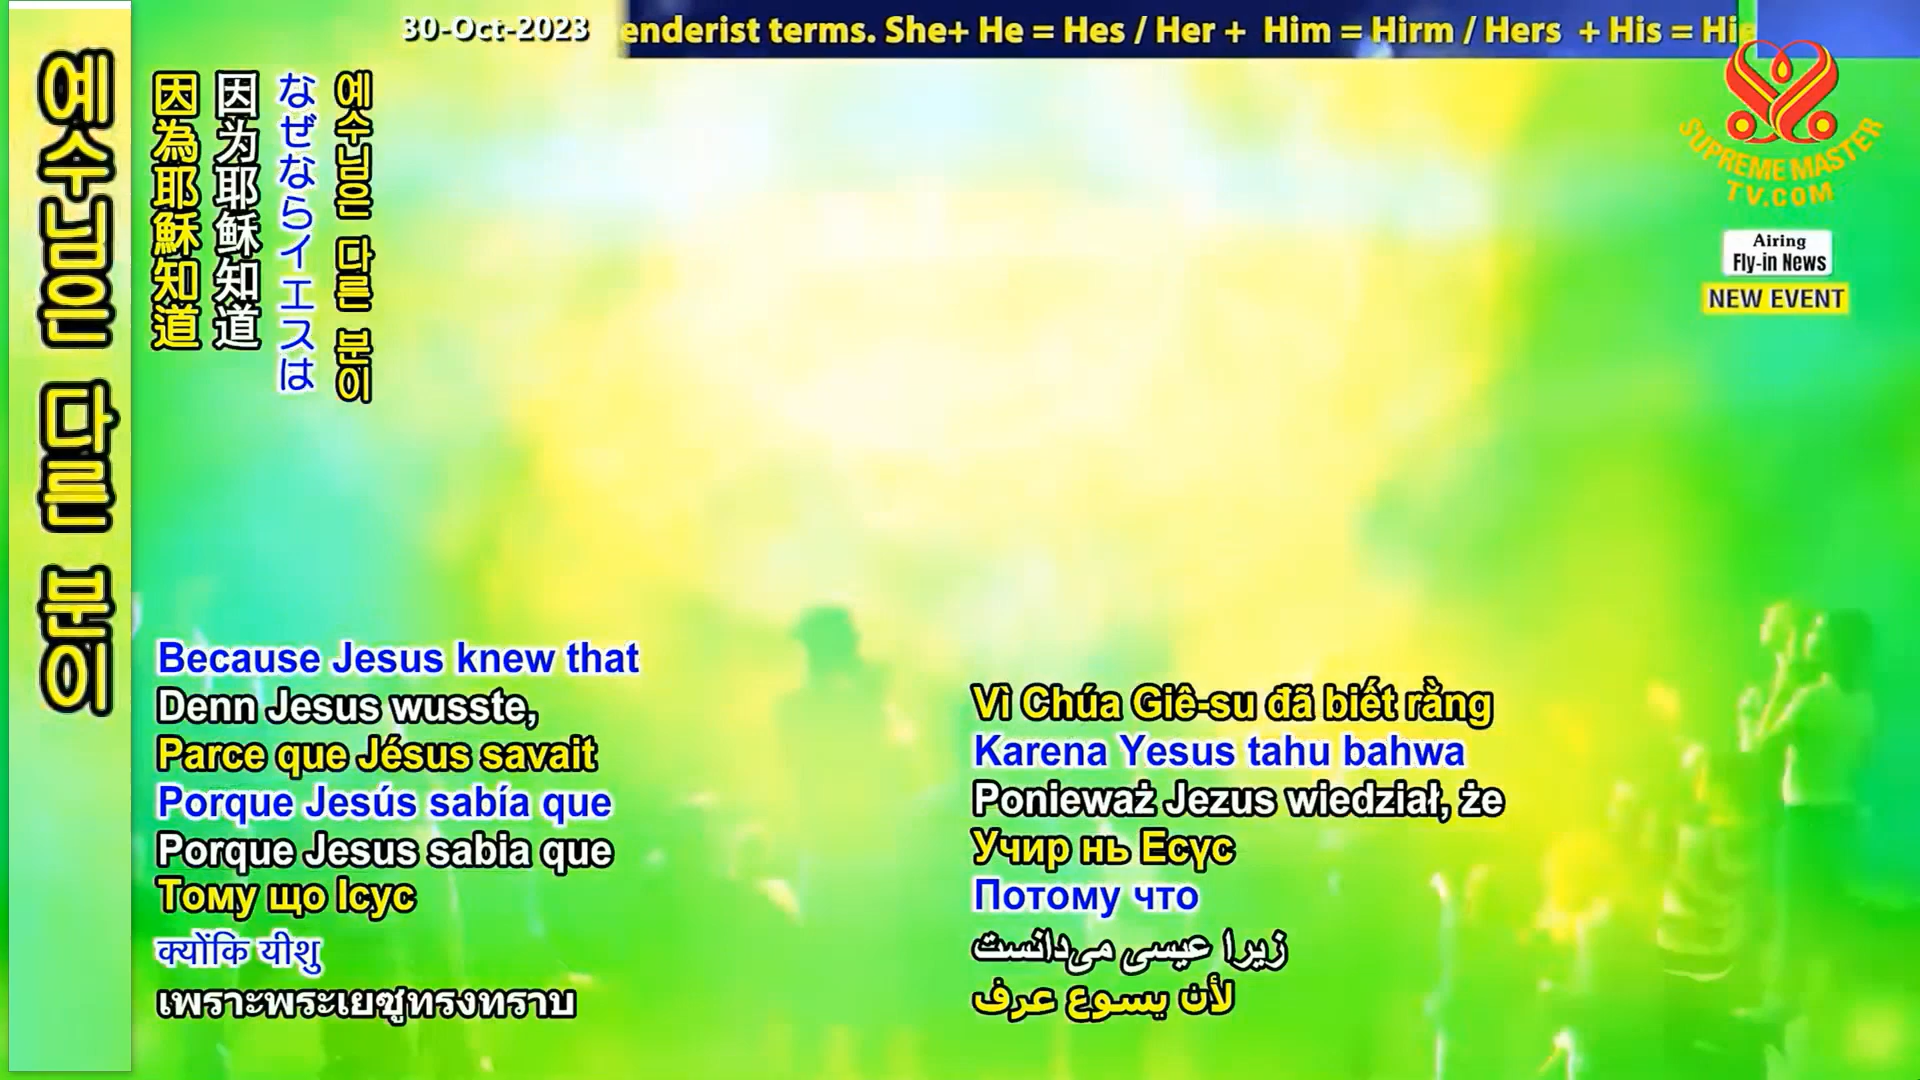 30-Oct-2023
enderist terms. She+ He = Hes / Her + Him = Hirm / Hers + His =
SUPREME MASTER
TV.COM
Airing
Fly-in News
NEW EVENT
예수님은 다른 분이
因為耶穌知道
因为耶稣知道
なぜならイエスは
예수님은 다른 분이
Because Jesus knew that
Denn Jesus wusste,
Parce que Jésus savait
Porque Jesús sabía que
Porque Jesus sabia que
Тому що Ісус
क्योंकि यीशु
เพราะพระเยซูทรงทราบ
Vì Chúa Giê-su đã biết rằng
Karena Yesus tahu bahwa
Ponieważ Jezus wiedział, że
Учир нь Есүс
Потому что
زیرا عیسی می‌دانست
لأن يسوع عرف